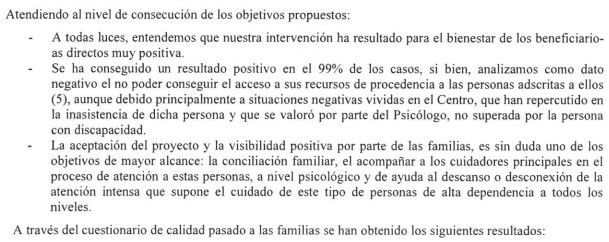 Atendiendo al nivel de consecución de los objetivos propuestos:
- A todas luces, entendemos que nuestra intervención ha resultado para el bienestar de los beneficiario-
as directos muy positiva.
- Se ha conseguido un resultado positivo en el 99% de los casos, si bien, analizamos como dato
negativo el no poder conseguir el acceso a sus recursos de procedencia a las personas adscritas a ellos
(5), aunque debido principalmente a situaciones negativas vividas en el Centro, que han repercutido en
la inasistencia de dicha persona y que se valoró por parte del Psicólogo, no superada por la persona
con discapacidad.
- La aceptación del proyecto y la visibilidad positiva por parte de las familias, es sin duda uno de los
objetivos de mayor alcance: la conciliación familiar, el acompañar a los cuidadores principales en el
proceso de atención a estas personas, a nivel psicológico y de ayuda al descanso o desconexión de la
atención intensa que supone el cuidado de este tipo de personas de alta dependencia a todos los
niveles.
A través del cuestionario de calidad pasado a las familias se han obtenido los siguientes resultados: